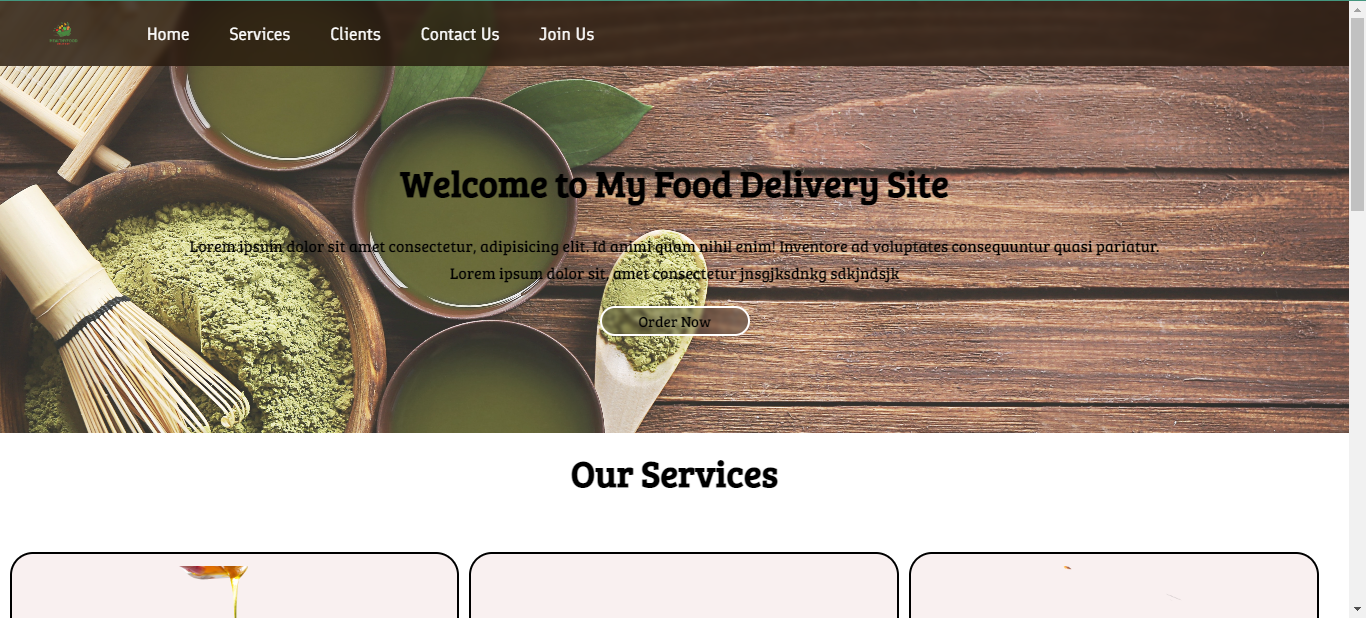 Home Services Clients Contact Us Join Us
Welcome to My Food Delivery Site
Lorem ipsum dolor sit amet consectetur, adipisicing elit. Id animi quam nihil enim! Inventore ad voluptates consequuntur quasi pariatur.
Lorem ipsum dolor sit, amet consectetur jnsgjksdnkg sdkjndsjk
Order Now
Our Services